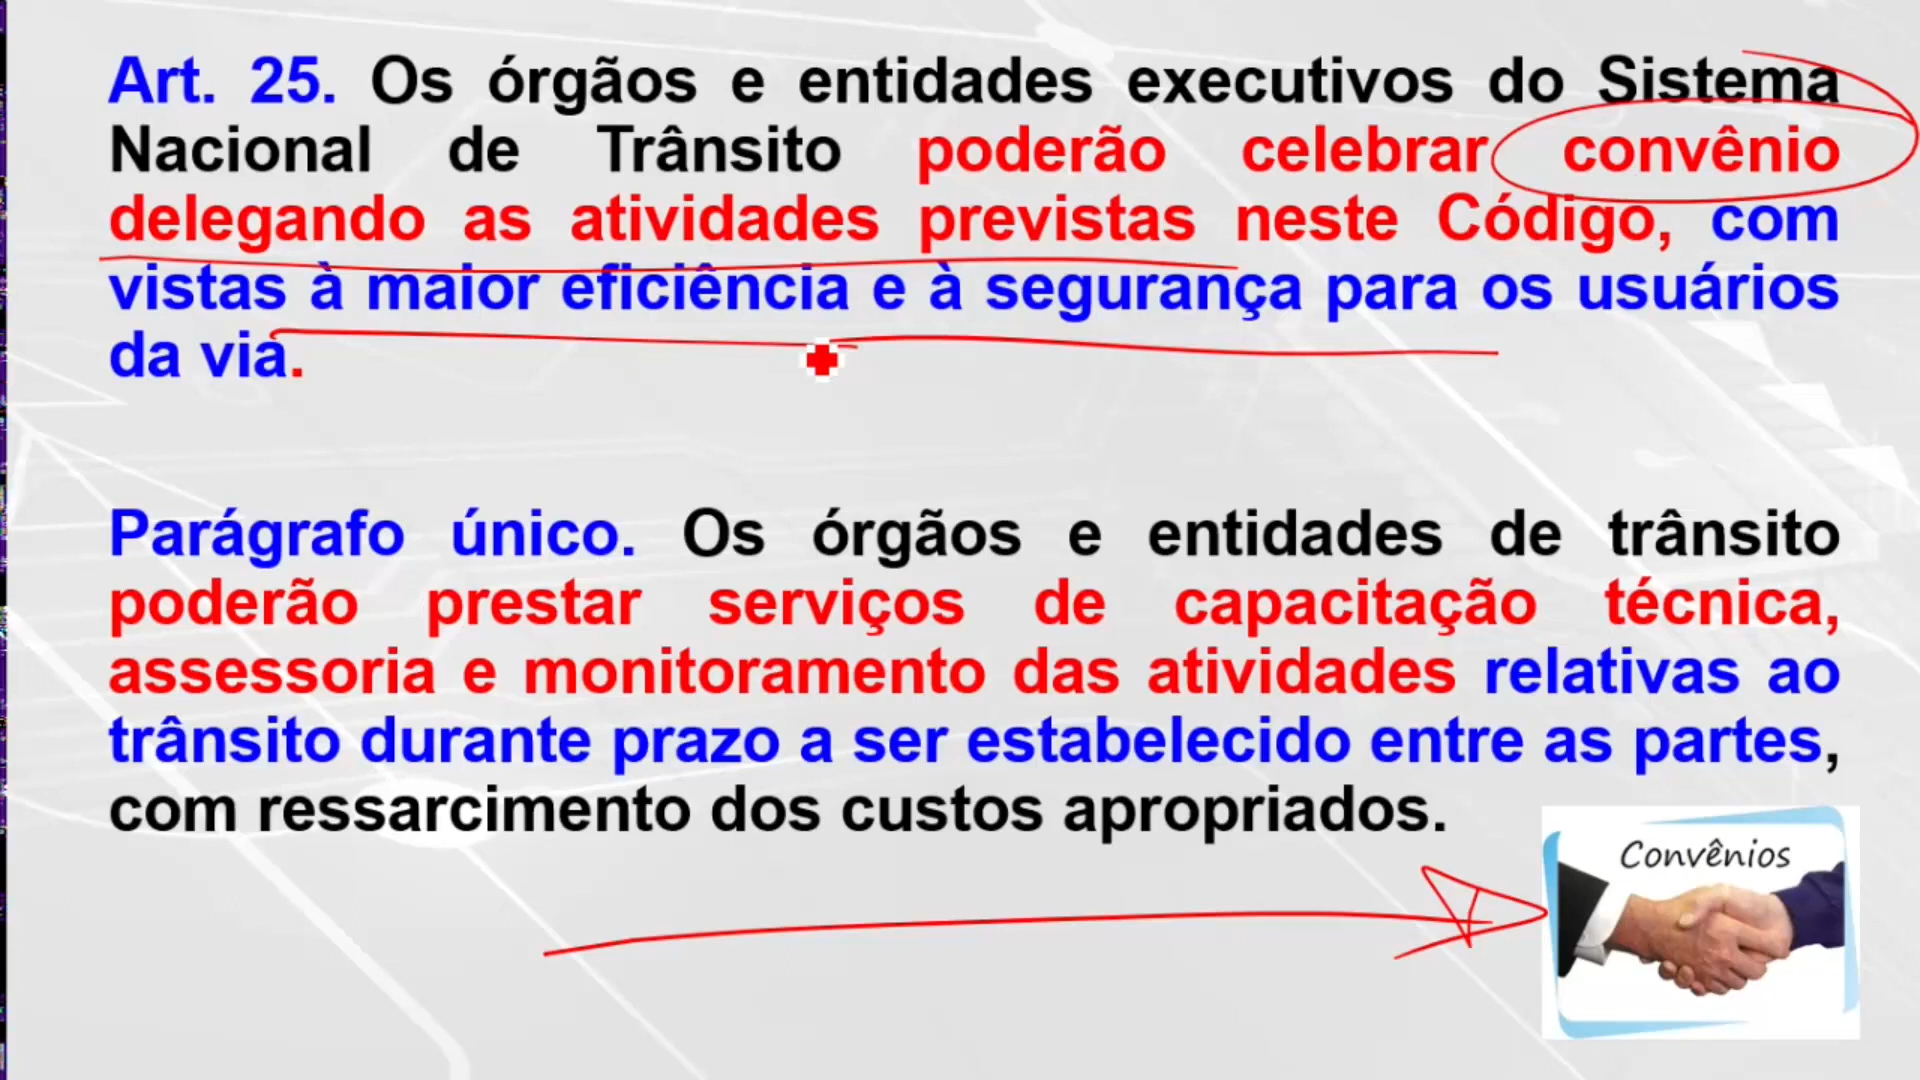 Art. 25. Os órgãos e entidades executivos do Sistema
Nacional de Trânsito poderão celebrar convênio
delegando as atividades previstas neste Código, com
vistas à maior eficiência e à segurança para os usuários
da via.
Parágrafo único. Os órgãos e entidades de trânsito
poderão prestar serviços de capacitação técnica,
assessoria e monitoramento das atividades relativas ao
trânsito durante prazo a ser estabelecido entre as partes,
com ressarcimento dos custos apropriados.
Convênios